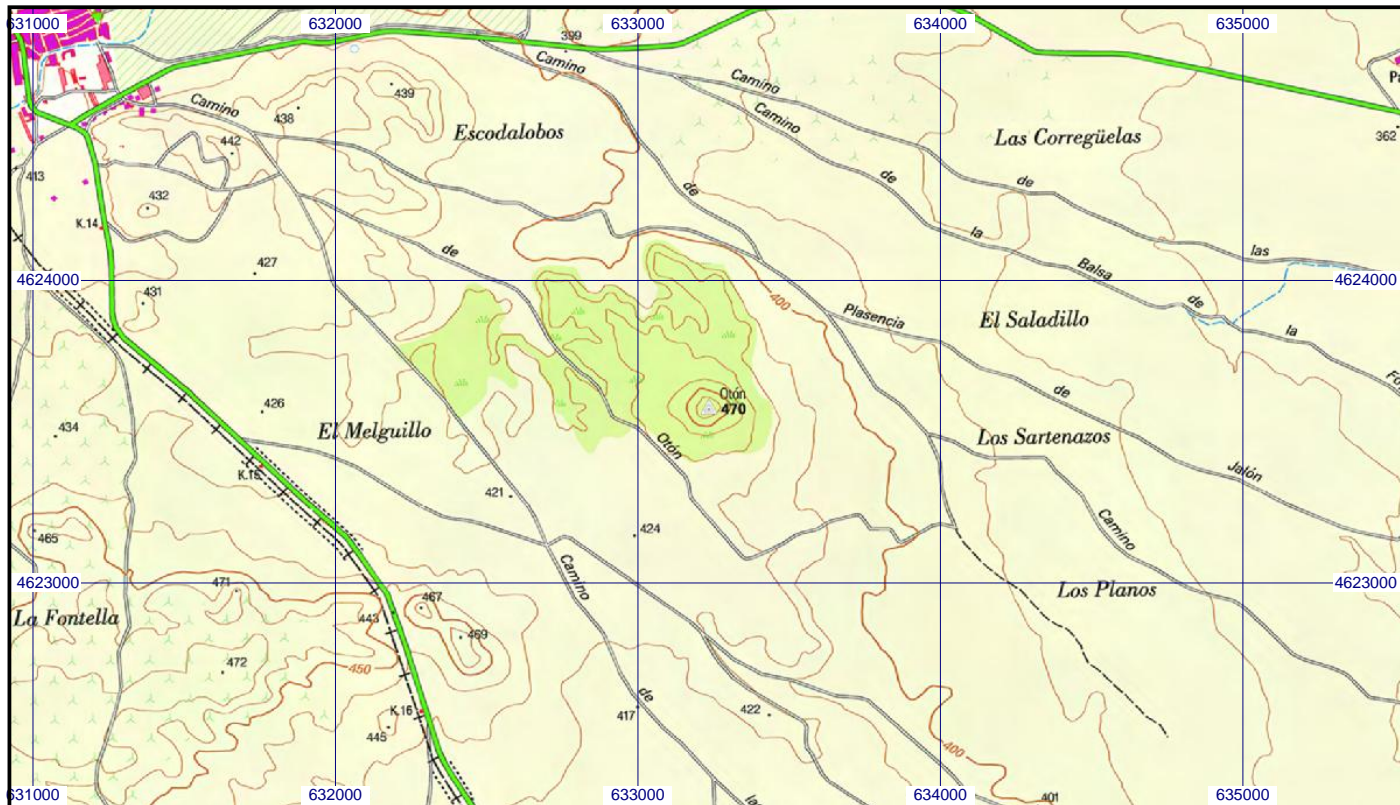 631000 632000 633000 634000 635000
399
Camino
439
Camino
438
Camino
Camino
Escodalobos
Las Corregüelas
442
362
413
432
de
de
de
K.14
la
de
las
427
Balsa
4624000 4624000
431
400
de
Plasencia
El Saladillo
la
Otón
470
de
426
434
El Melguillo
Otón
Los Sartenazos
K.15
Jalón
421
465
424
Camino
4623000 4623000
471
Camino
467
Los Planos
443
La Fontella
469
472
450
de
K.16
417
422
445
400
401
631000 632000 633000 634000 635000